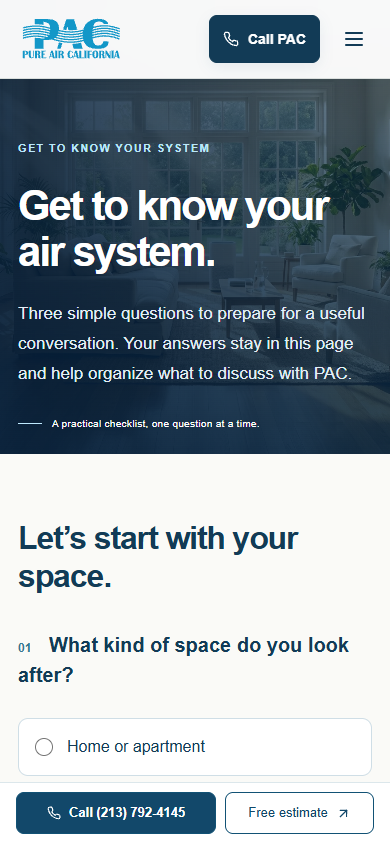 PAC
PURE AIR CALIFORNIA
Call PAC
GET TO KNOW YOUR SYSTEM
Get to know your
air system.
Three simple questions to prepare for a useful
conversation. Your answers stay in this page
and help organize what to discuss with PAC.
A practical checklist, one question at a time.
Let’s start with your
space.
01 What kind of space do you look
after?
Home or apartment
Call (213) 792-4145
Free estimate